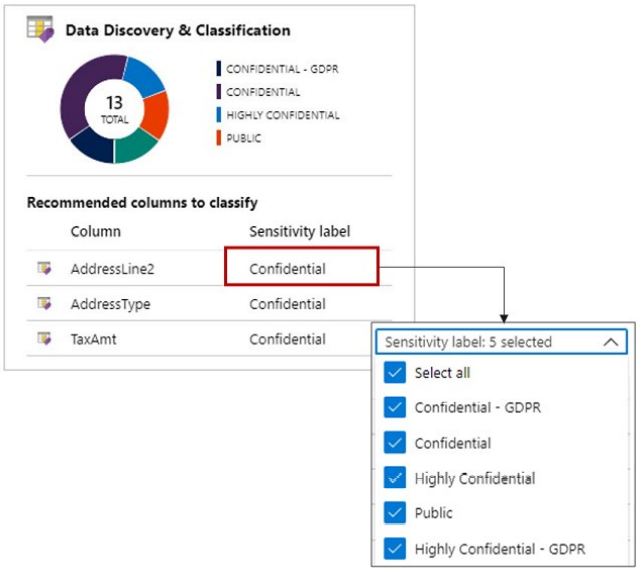 Data Discovery & Classification
13
TOTAL
CONFIDENTIAL - GDPR
CONFIDENTIAL
HIGHLY CONFIDENTIAL
PUBLIC
Recommended columns to classify
Column Sensitivity label
AddressLine2 Confidential
AddressType Confidential
TaxAmt Confidential
Sensitivity label: 5 selected
Select all
Confidential - GDPR
Confidential
Highly Confidential
Public
Highly Confidential - GDPR